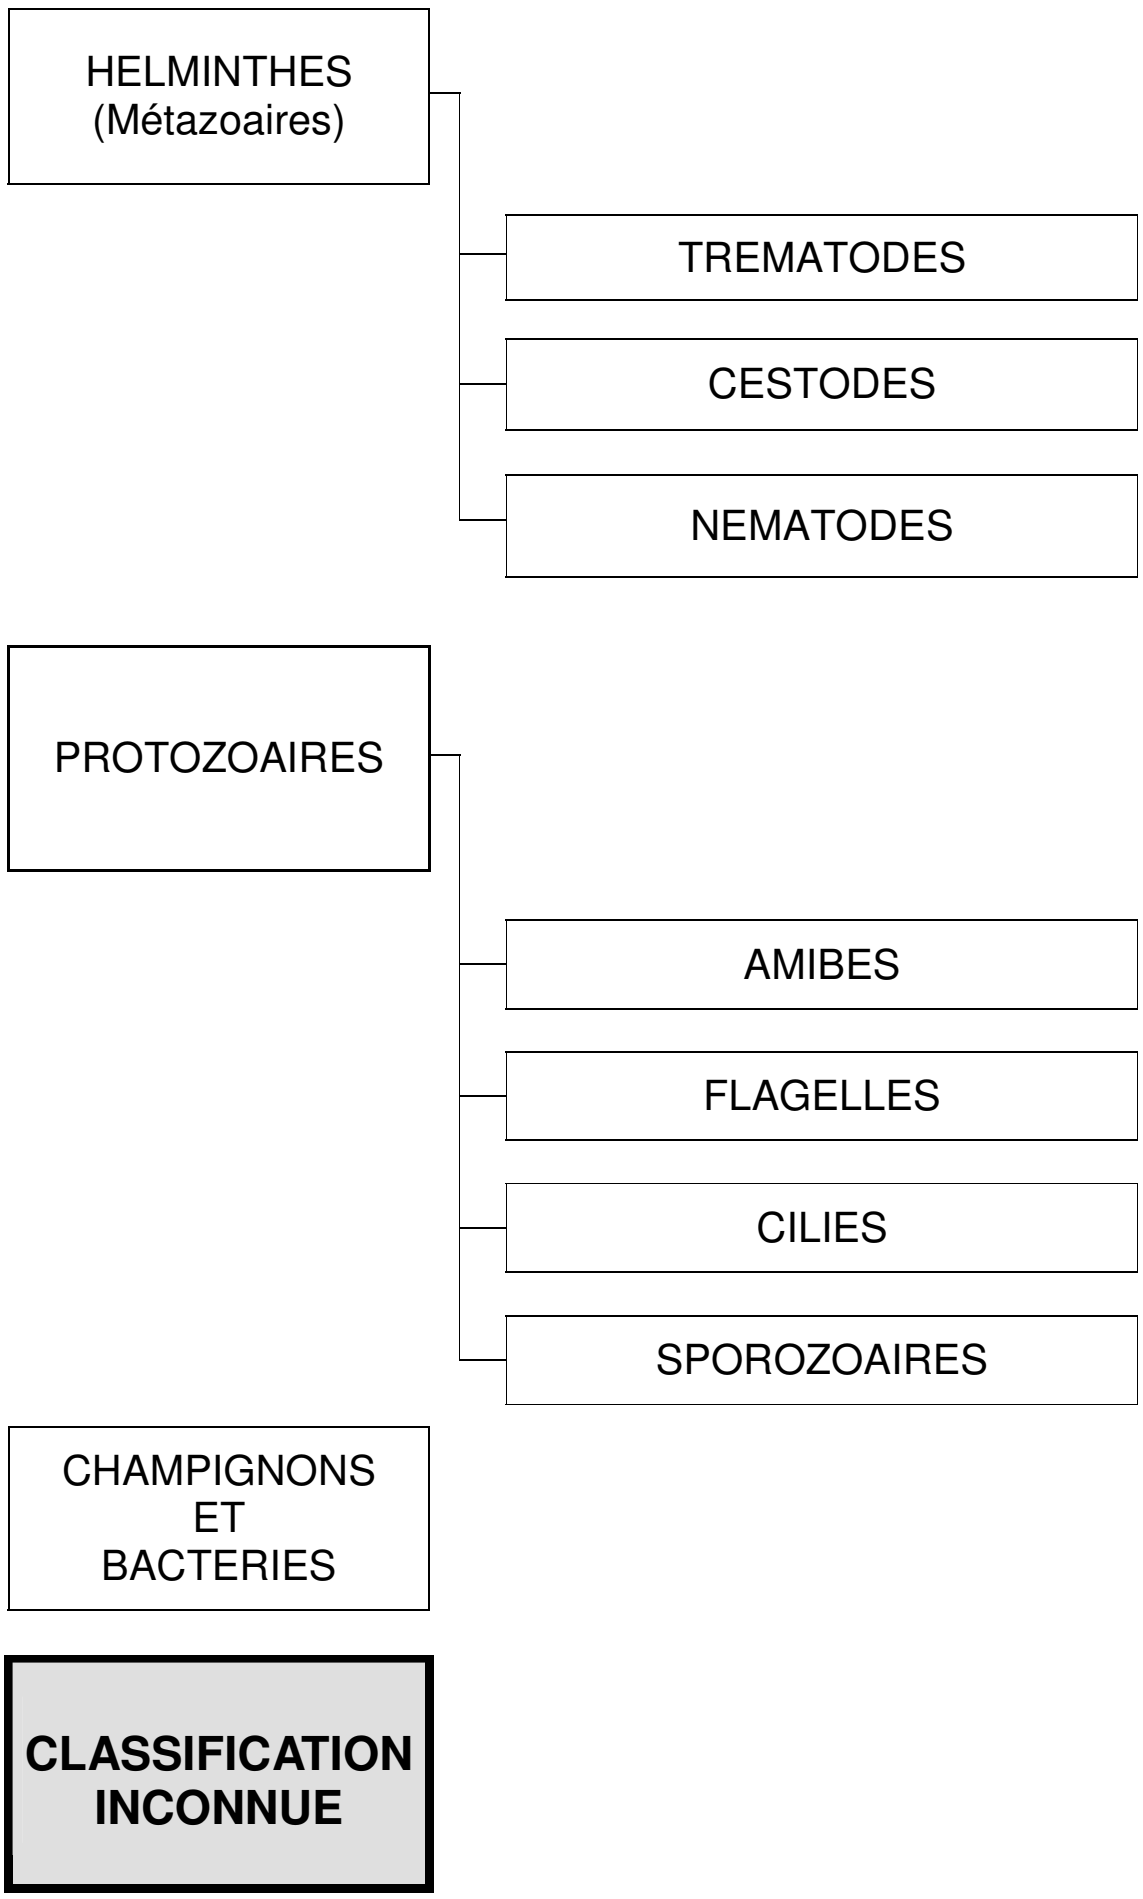 HELMINTHES
(Métazoaires)
TREMATODES
CESTODES
NEMATODES
PROTOZOAIRES
AMIBES
FLAGELLES
CILIES
SPOROZOAIRES
CHAMPIGNONS
ET
BACTERIES
CLASSIFICATION
INCONNUE